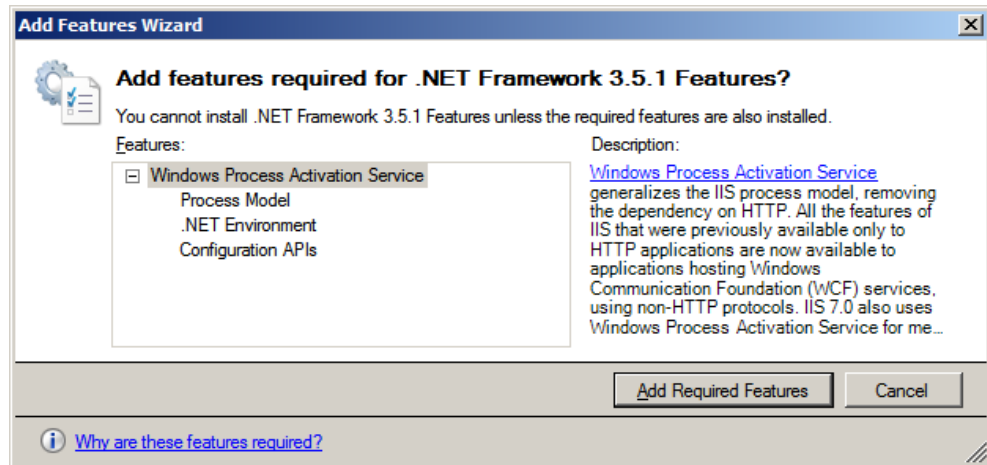 Add Features Wizard
Add features required for .NET Framework 3.5.1 Features?
You cannot install .NET Framework 3.5.1 Features unless the required features are also installed.
Features:
Windows Process Activation Service
Process Model
.NET Environment
Configuration APIs
Description:
Windows Process Activation Service
generalizes the IIS process model, removing
the dependency on HTTP. All the features of
IIS that were previously available only to
HTTP applications are now available to
applications hosting Windows
Communication Foundation (WCF) services,
using non-HTTP protocols. IIS 7.0 also uses
Windows Process Activation Service for me...
Add Required Features
Cancel
Why are these features required?